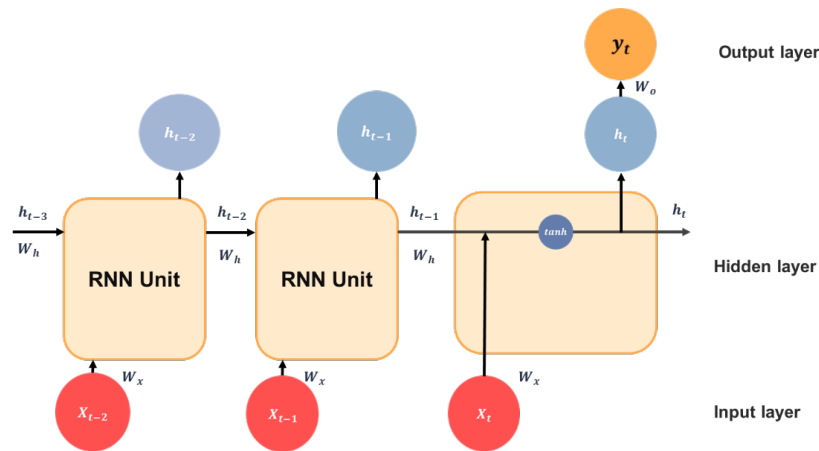 y_t
Output layer
W_o
h_{t-2}
h_{t-1}
h_t
h_{t-3}
h_{t-2}
h_{t-1}
h_t
W_h
RNN Unit
W_h
RNN Unit
W_h
tanh
Hidden layer
W_x
W_x
W_x
X_{t-2}
X_{t-1}
X_t
Input layer